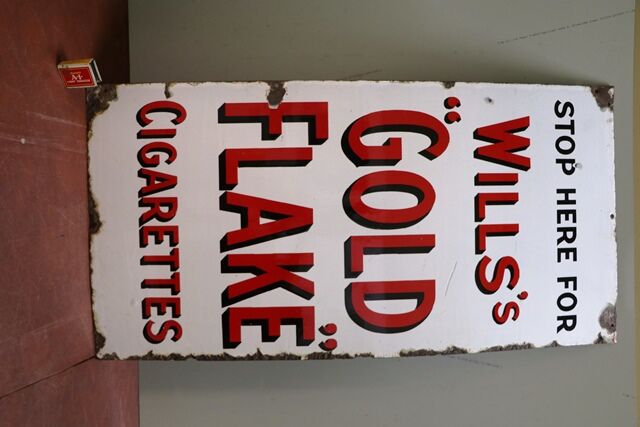 STOP HERE FOR
WILLS's
"GOLD
FLAKE"
CIGARETTES